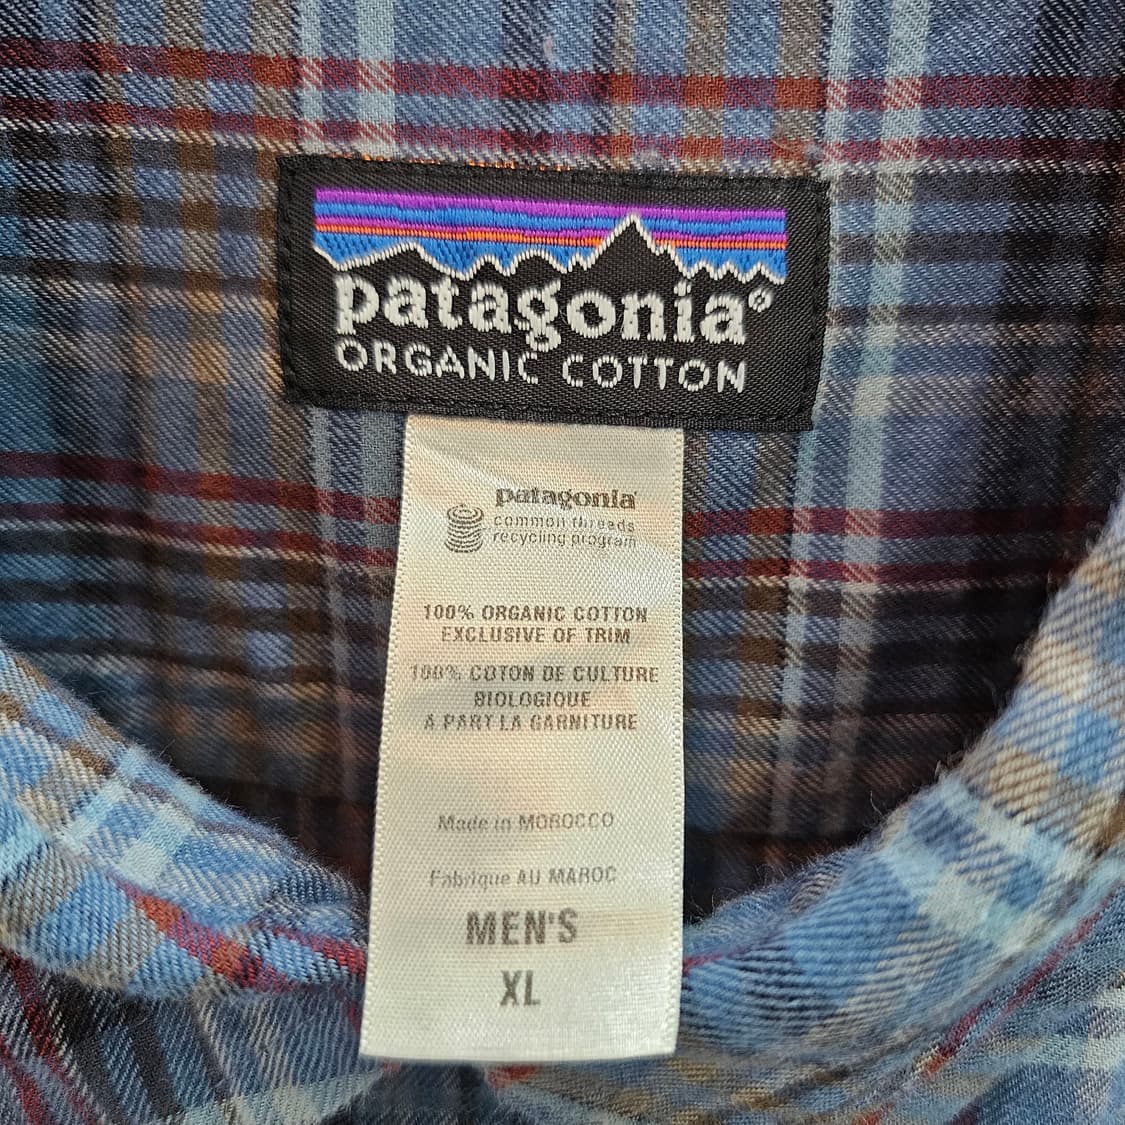 patagonia®
ORGANIC COTTON
patagonia
common threads
recycling program
100% ORGANIC COTTON
EXCLUSIVE OF TRIM
100% COTON DE CULTURE
BIOLOGIQUE
A PART LA GARNITURE
Made in MOROCCO
Fabrique AU MAROC
MEN'S
XL